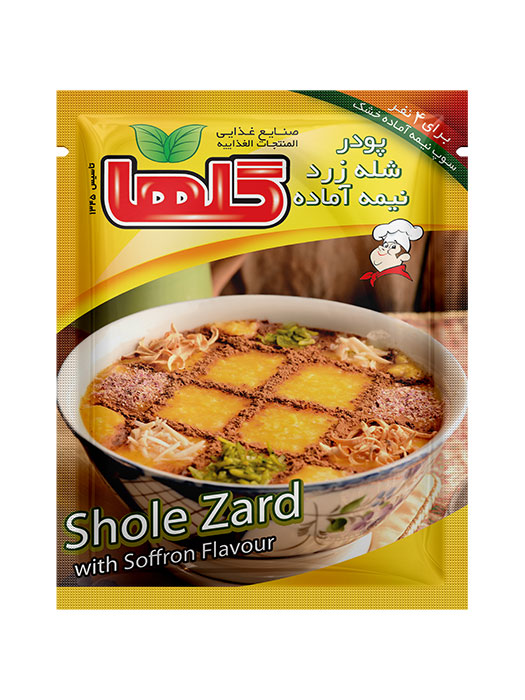 برای ۴ نفر
سوپ نیمه آماده خشک
صنایع غذایی
المنتجات الغذاییه
گلها
تاسیس ۱۳۴۵
پودر
شله زرد
نیمه آماده
Shole Zard
with Soffron Flavour